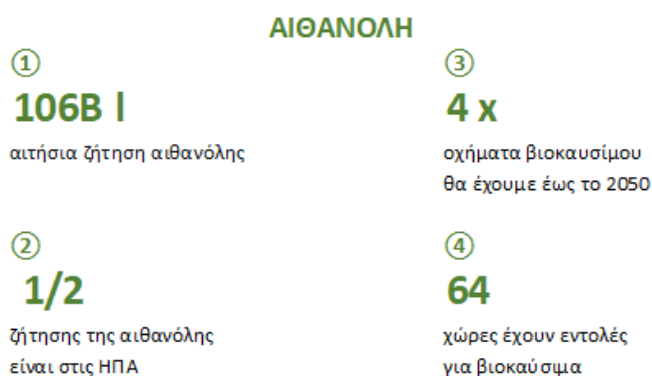 ΑΙΘΑΝΟΛΗ
①
106B l
αιτήσια ζήτηση αιθανόλης
②
1/2
ζήτησης της αιθανόλης
είναι στις ΗΠΑ
③
4 x
οχήματα βιοκαυσίμου
θα έχουμε έως το 2050
④
64
χώρες έχουν εντολές
για βιοκαύσιμα